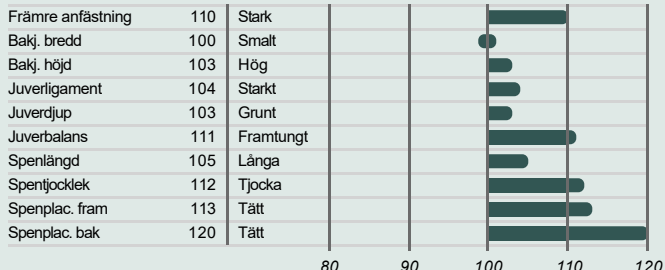 Främre anfästning 110 Stark
Bakj. bredd 100 Smalt
Bakj. höjd 103 Hög
Juverligament 104 Starkt
Juverdjup 103 Grunt
Juverbalans 111 Framtungt
Spenlängd 105 Långa
Spentjocklek 112 Tjocka
Spenplac. fram 113 Tätt
Spenplac. bak 120 Tätt
80 90 100 110 120